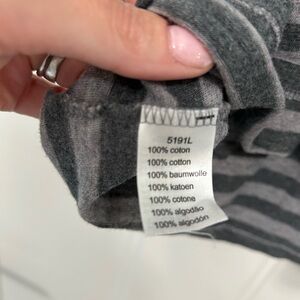 5191L
100% coton
100% cotton
100% baumwolle
100% katoen
100% cotone
100% algodão
100% algodón